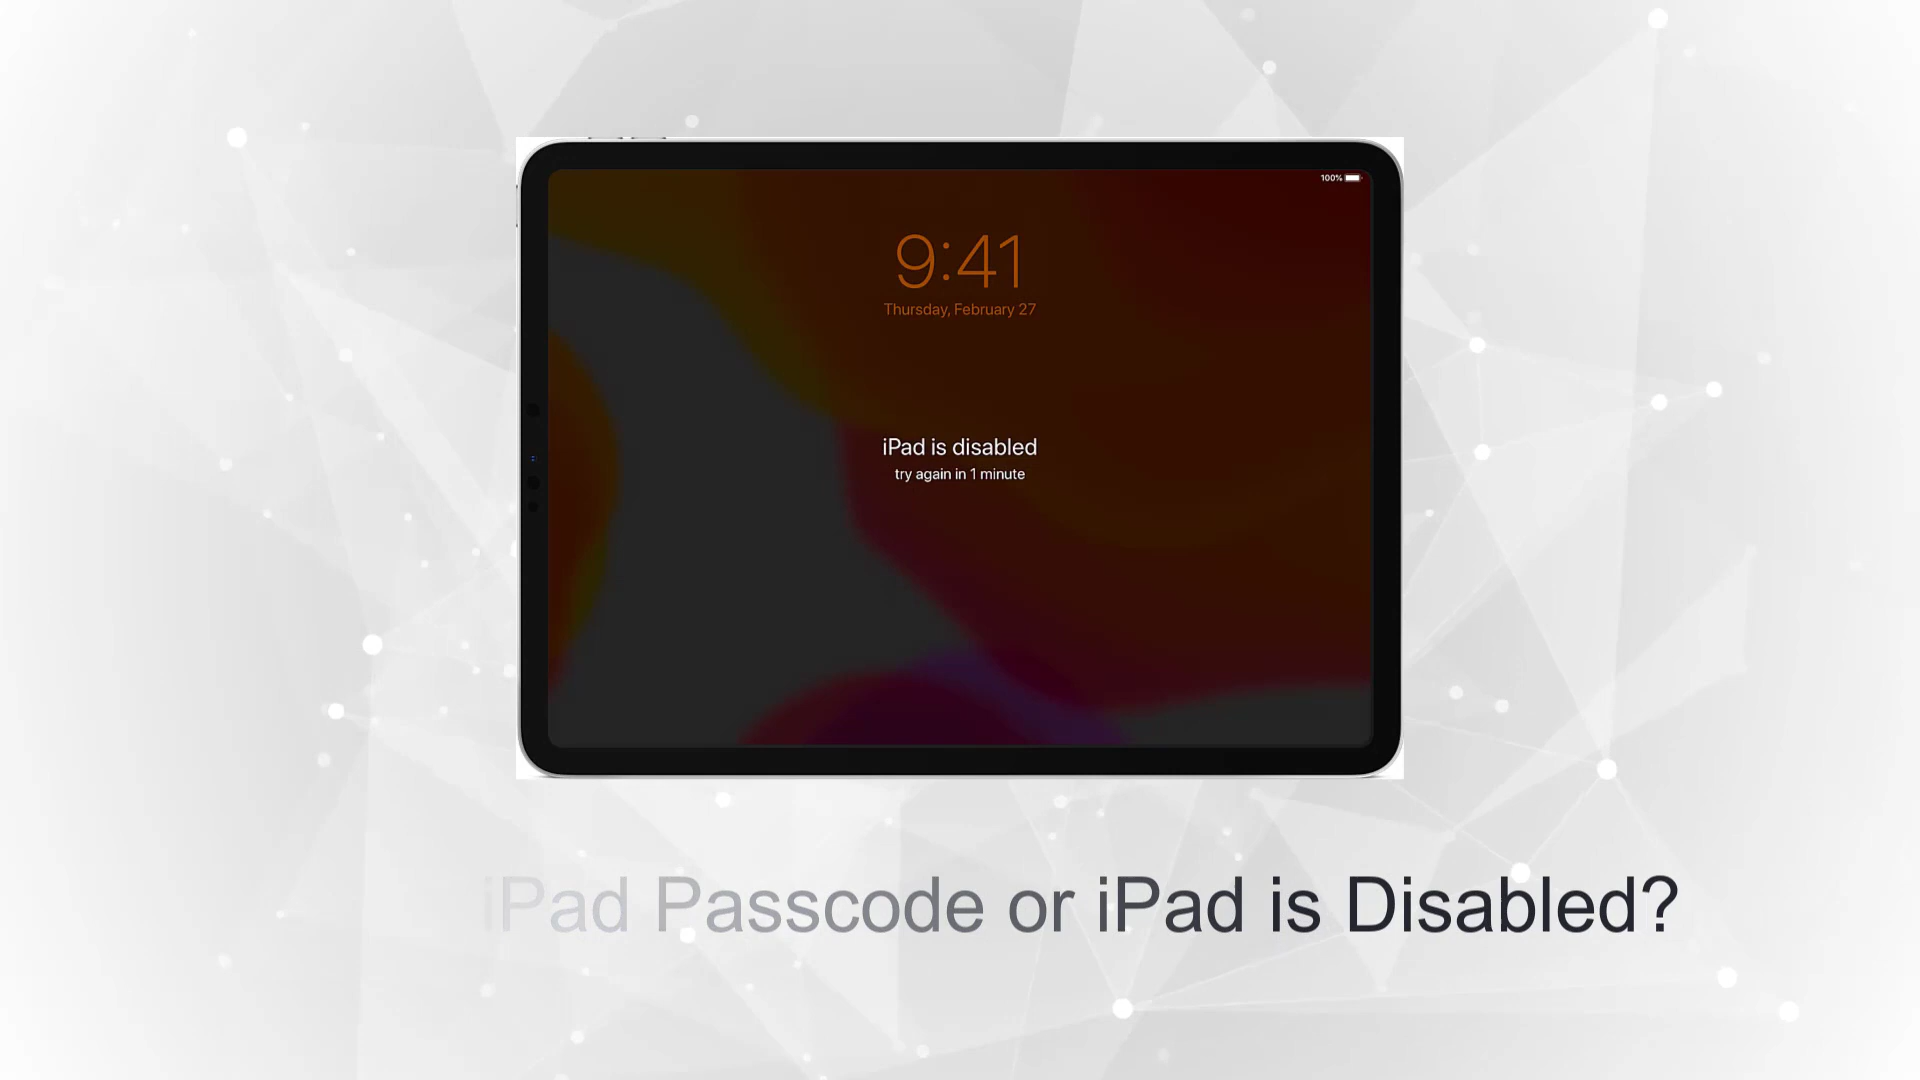 100%
9:41
Thursday, February 27
iPad is disabled
try again in 1 minute
iPad Passcode or iPad is Disabled?